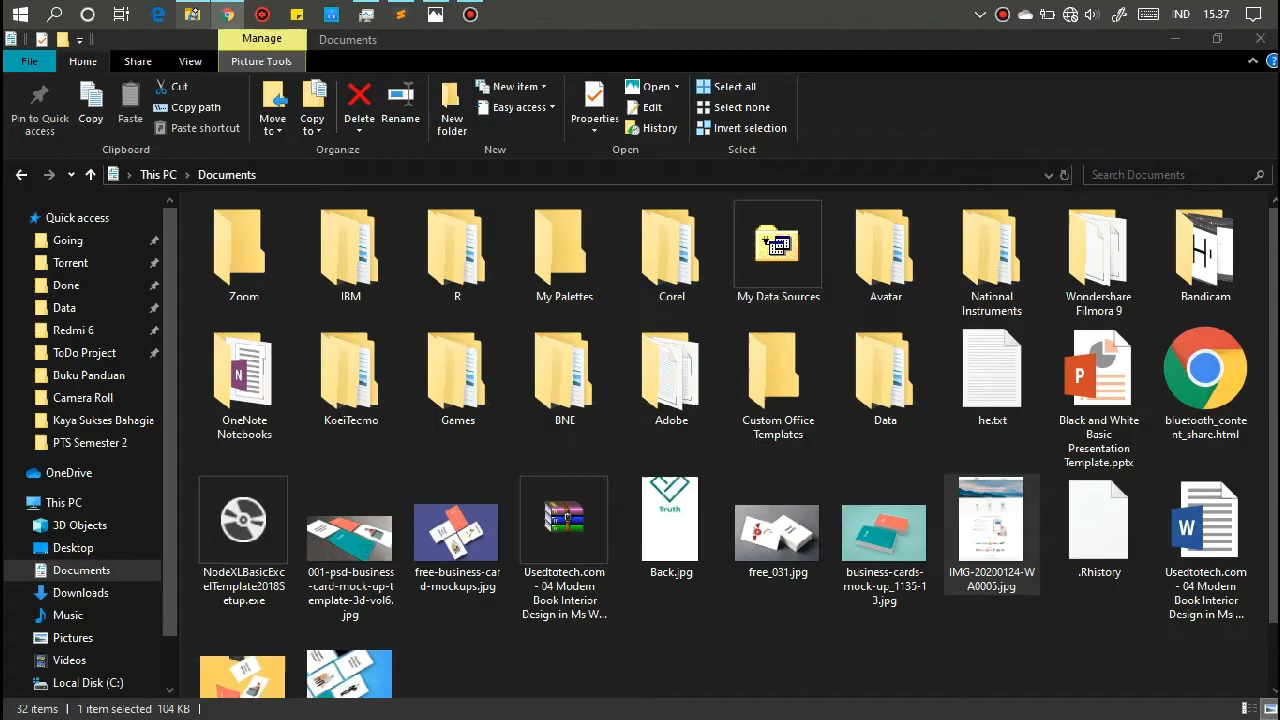 IND 15.37
Manage Documents
File Home Share View Picture Tools
Pin to Quick access
Copy
Paste
Cut
Copy path
Paste shortcut
Clipboard
Move to
Copy to
Delete
Rename
Organize
New folder
New item
Easy access
New
Properties
Open
Edit
History
Open
Select all
Select none
Invert selection
Select
This PC Documents
Search Documents
Quick access
Going
Torrent
Done
Data
Redmi 6
ToDo Project
Buku Panduan
Camera Roll
Kaya Sukses Bahagia
PTS Semester 2
OneDrive
This PC
3D Objects
Desktop
Documents
Downloads
Music
Pictures
Videos
Local Disk (C:)
Zoom
IBM
R
My Palettes
Corel
My Data Sources
Avatar
National
Instruments
Wondershare
Filmora 9
Bandicam
OneNote
Notebooks
KoeiTecmo
Games
BNE
Adobe
Custom Office
Templates
Data
he.txt
Black and White
Basic
Presentation
Template.pptx
bluetooth_conte
nt_share.html
NodeXLBasicExc
elTemplate2018S
etup.exe
001-psd-business
-card-mock-up-t
emplate-3d-vol6.
jpg
free-business-car
d-mockups.jpg
Usedtotech.com
- 04 Modern
Book Interior
Design in Ms W...
Truth
Back.jpg
free_031.jpg
business-cards-
mock-up_1135-1
3.jpg
IMG-20200124-W
A0005.jpg
.Rhistory
Usedtotech.com
- 04 Modern
Book Interior
Design in Ms ...
32 items 1 item selected 104 KB